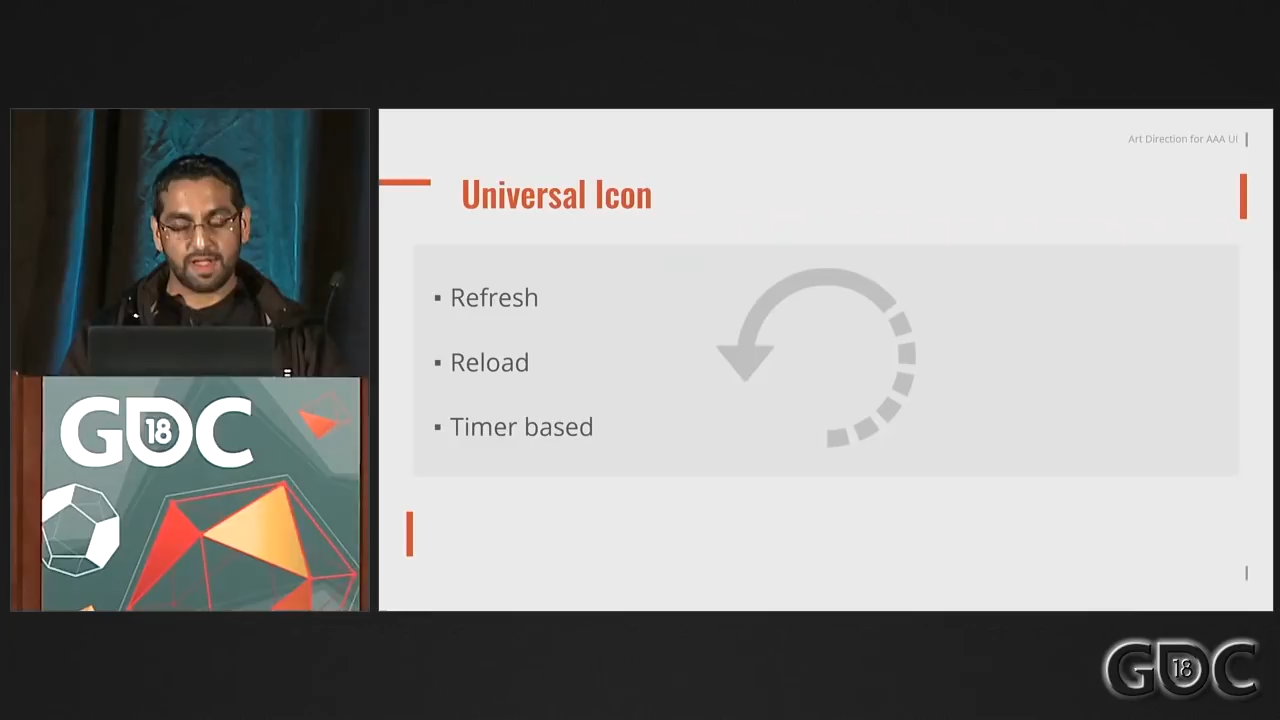 Art Direction for AAA UI
Universal Icon
▪ Refresh
▪ Reload
▪ Timer based
GDC
18
GDC
18